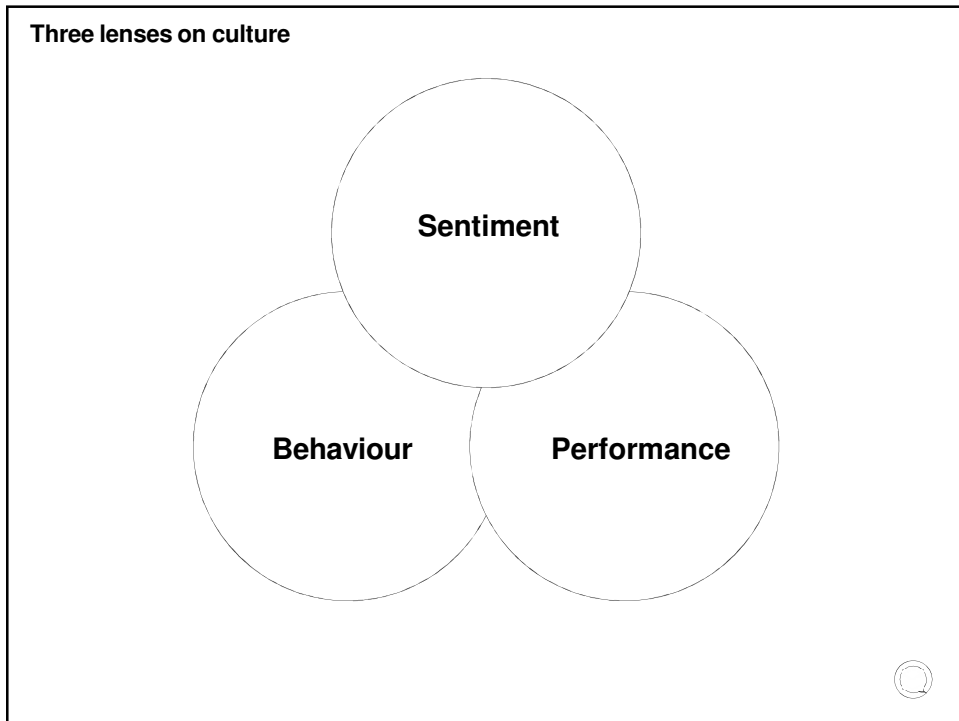 Three lenses on culture
Sentiment
Behaviour
Performance